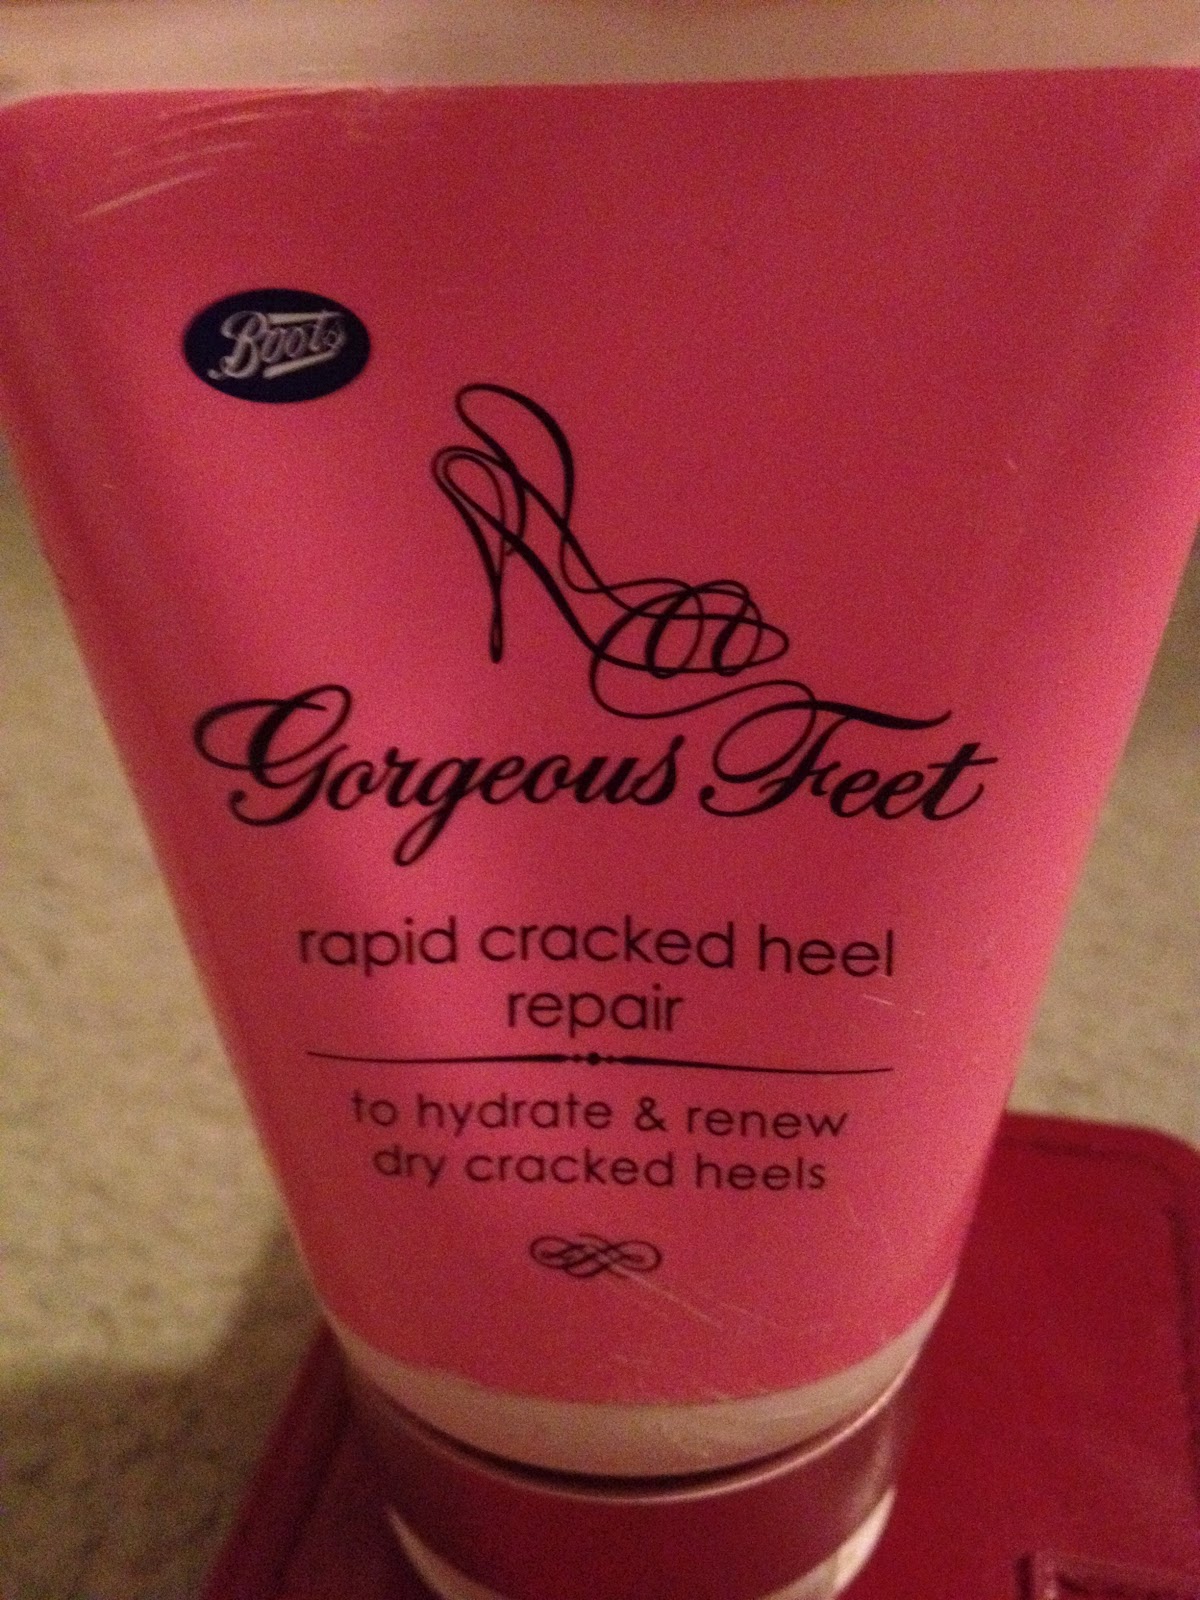 Boots
Gorgeous Feet
rapid cracked heel
repair
to hydrate & renew
dry cracked heels